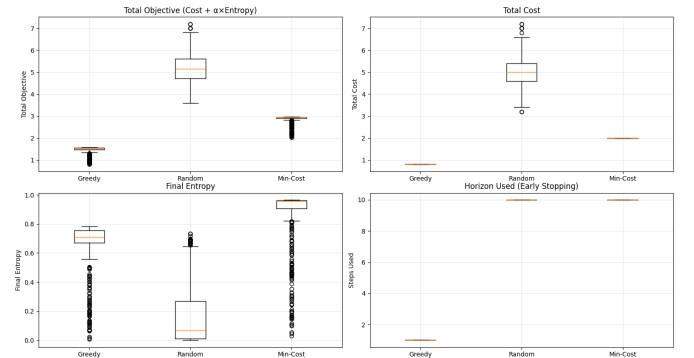 Total Objective (Cost + α×Entropy)
Total Objective
7
6
5
4
3
2
1
Greedy
Random
Min-Cost
Total Cost
Total Cost
7
6
5
4
3
2
1
Greedy
Random
Min-Cost
Final Entropy
Final Entropy
1.0
0.8
0.6
0.4
0.2
0.0
Greedy
Random
Min-Cost
Horizon Used (Early Stopping)
Steps Used
10
8
6
4
2
Greedy
Random
Min-Cost